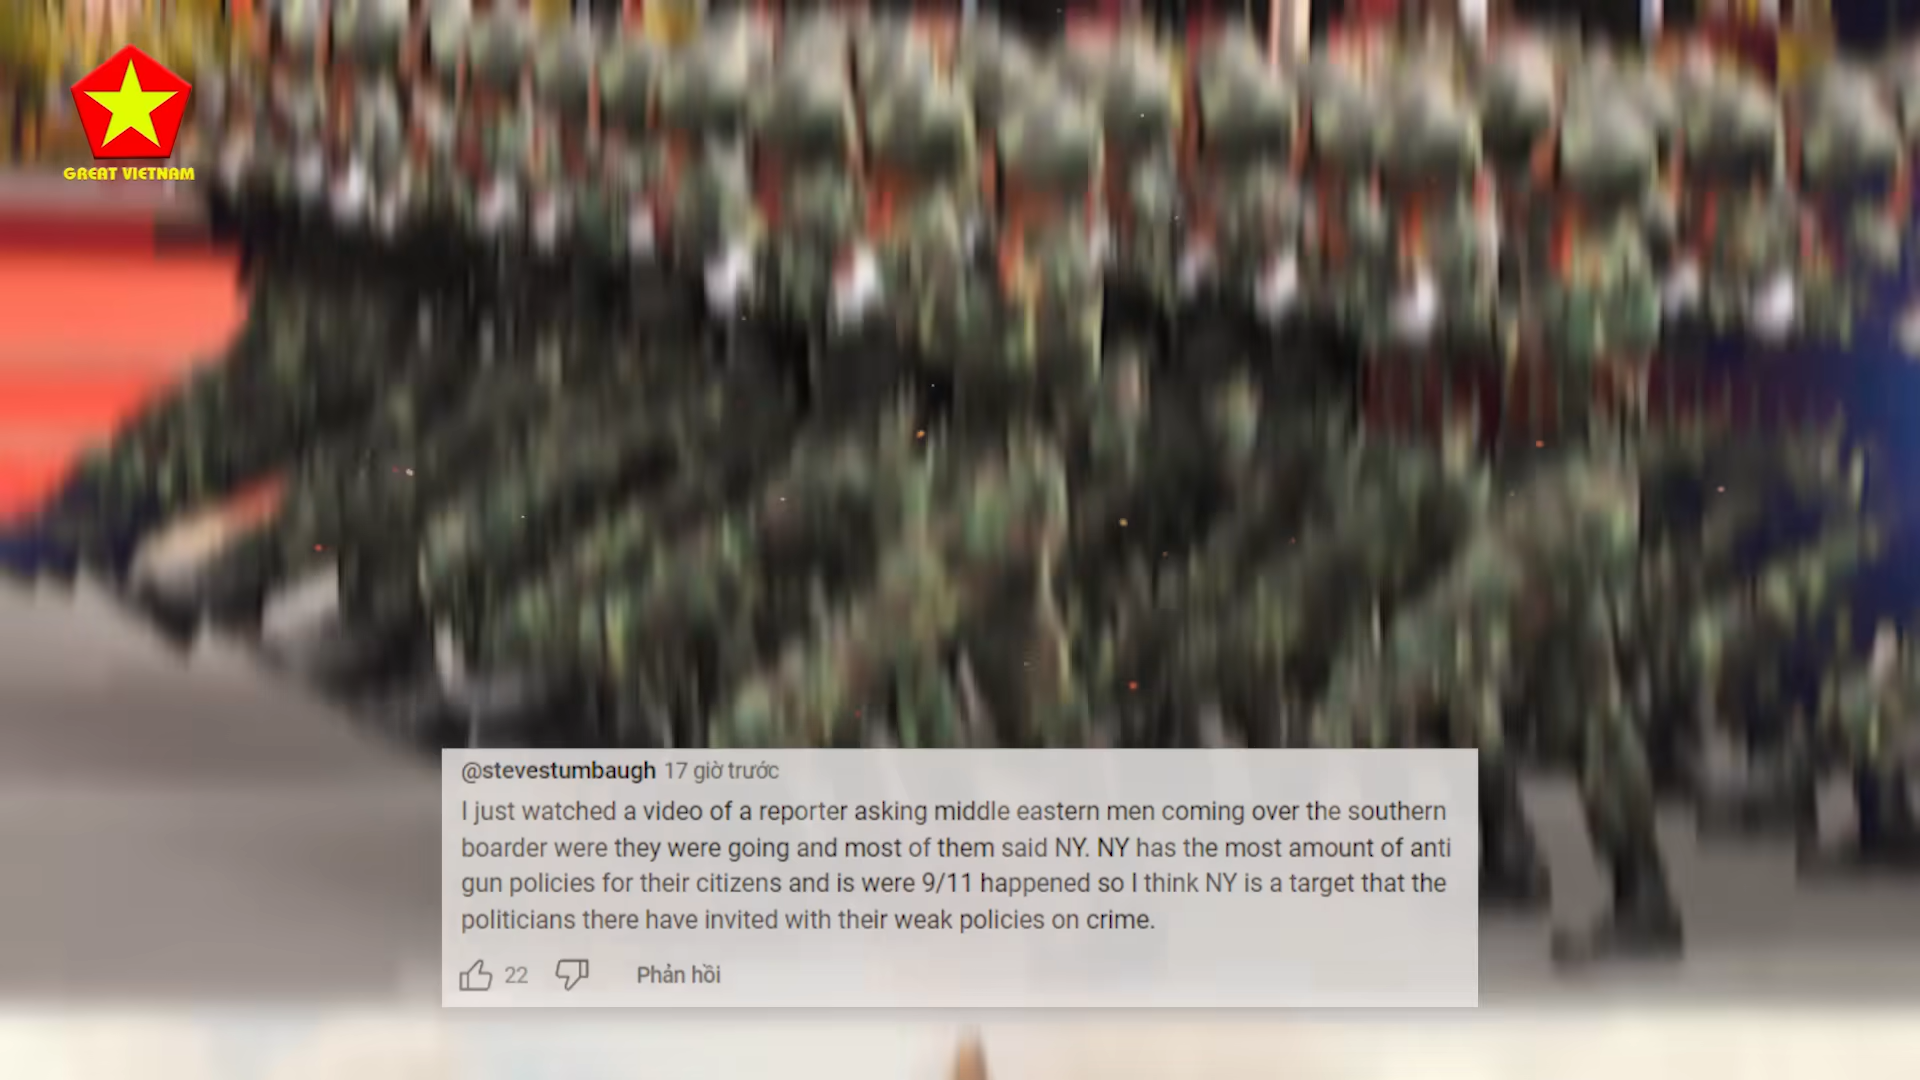 GREAT VIETNAM
@stevestumbaugh 17 giờ trước
I just watched a video of a reporter asking middle eastern men coming over the southern
boarder were they were going and most of them said NY. NY has the most amount of anti
gun policies for their citizens and is were 9/11 happened so I think NY is a target that the
politicians there have invited with their weak policies on crime.
22 Phản hồi